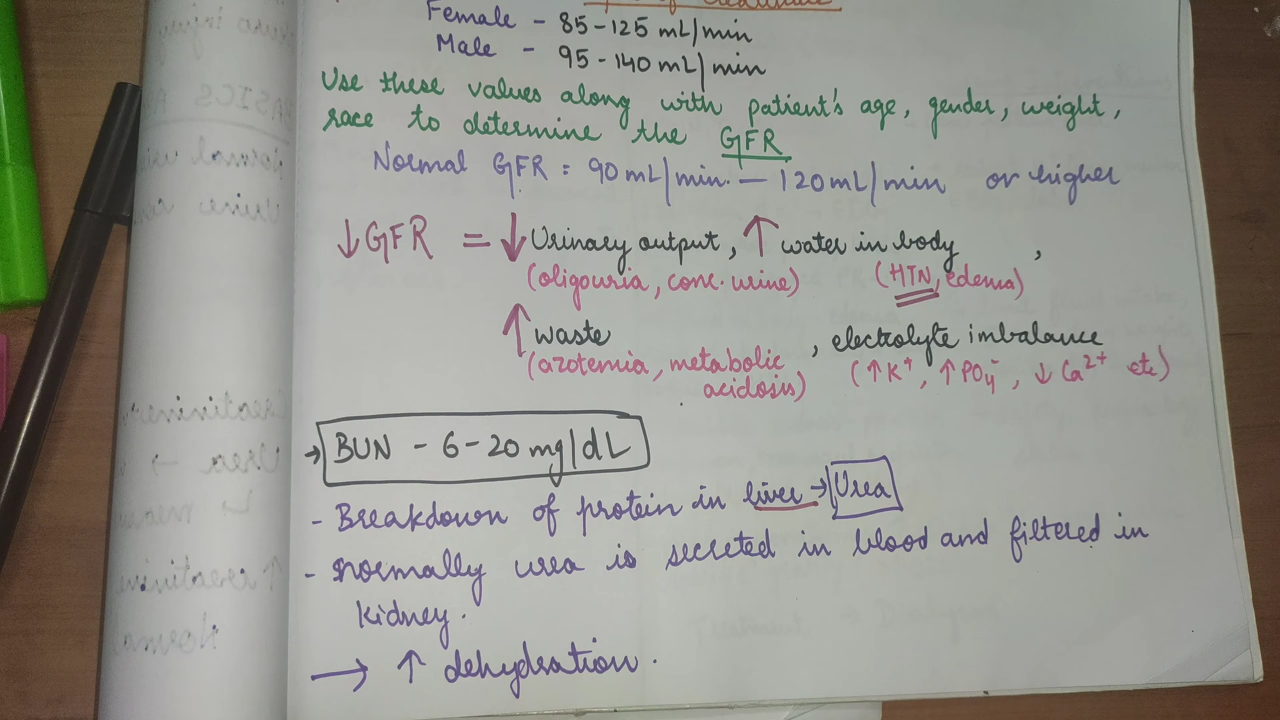 Female - 85-125 mL/min
Male - 95-140 mL/min
Use these values along with patient's age, gender, weight,
race to determine the GFR
Normal GFR = 90 mL/min. — 120 mL/min or higher
↓ GFR = ↓ Urinary output, ↑ water in body ,
(oligouria, conc. urine) (HTN, edema)
↑ waste , electrolyte imbalance
(azotemia, metabolic acidosis) (↑K⁺, ↑PO₄⁻, ↓ Ca²⁺ etc)
→ BUN - 6-20 mg/dL
- Breakdown of protein in liver → Urea
- normally urea is secreted in blood and filtered in
kidney.
→ ↑ dehydration.